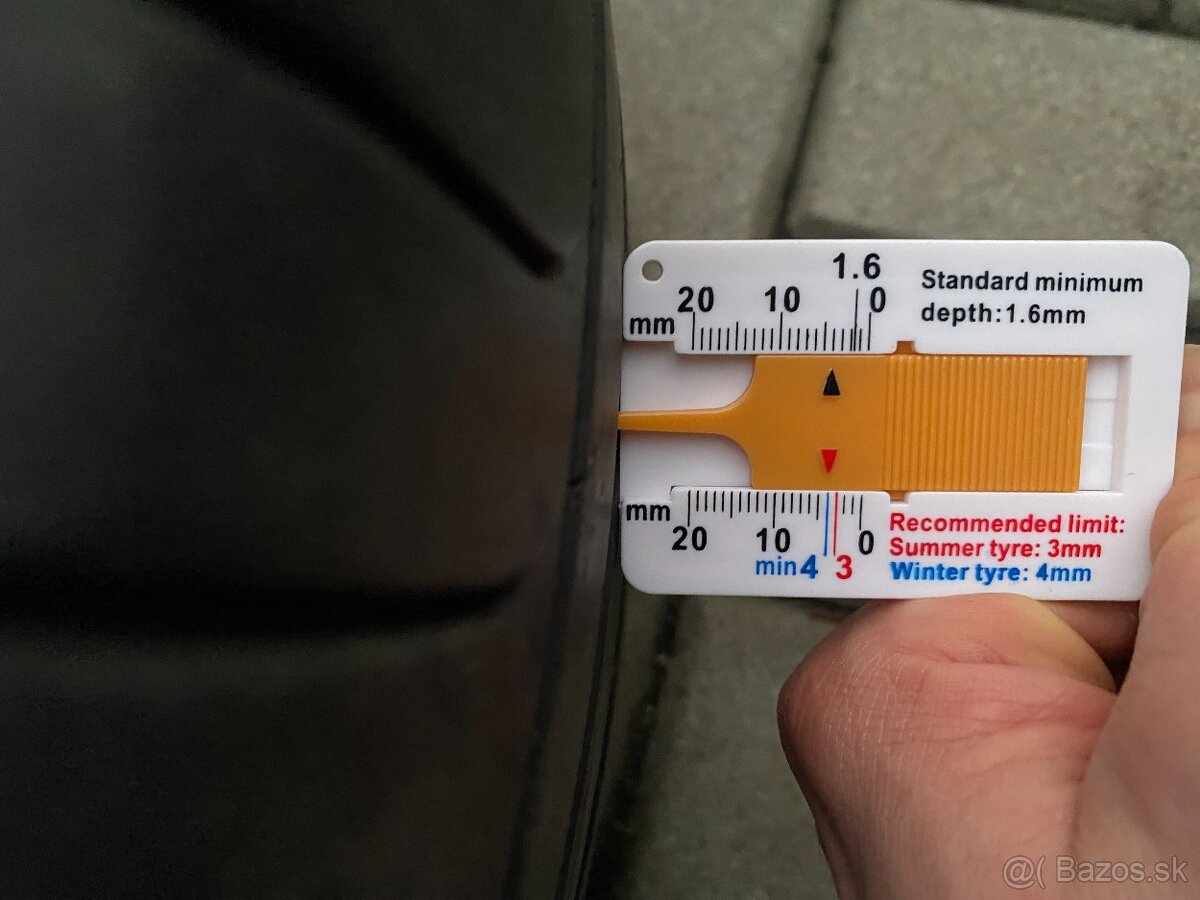 1.6
20 10 0
mm
Standard minimum
depth:1.6mm
mm
20 10 0
min4 3
Recommended limit:
Summer tyre: 3mm
Winter tyre: 4mm
@( Bazos.sk